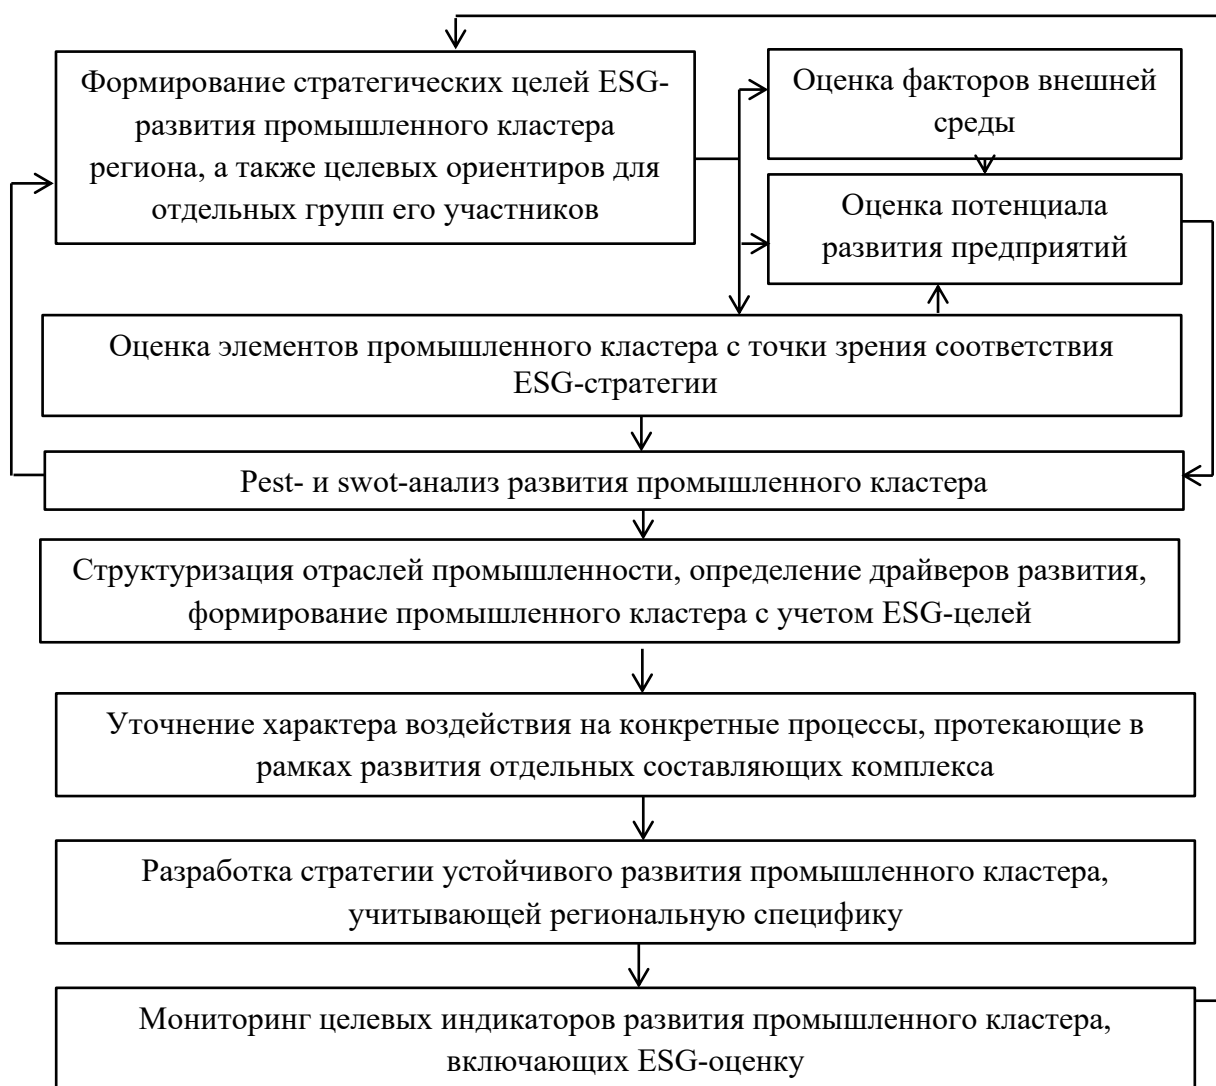 Формирование стратегических целей ESG-
развития промышленного кластера
региона, а также целевых ориентиров для
отдельных групп его участников
Оценка факторов внешней
среды
Оценка потенциала
развития предприятий
Оценка элементов промышленного кластера с точки зрения соответствия
ESG-стратегии
Pest- и swot-анализ развития промышленного кластера
Структуризация отраслей промышленности, определение драйверов развития,
формирование промышленного кластера с учетом ESG-целей
Уточнение характера воздействия на конкретные процессы, протекающие в
рамках развития отдельных составляющих комплекса
Разработка стратегии устойчивого развития промышленного кластера,
учитывающей региональную специфику
Мониторинг целевых индикаторов развития промышленного кластера,
включающих ESG-оценку